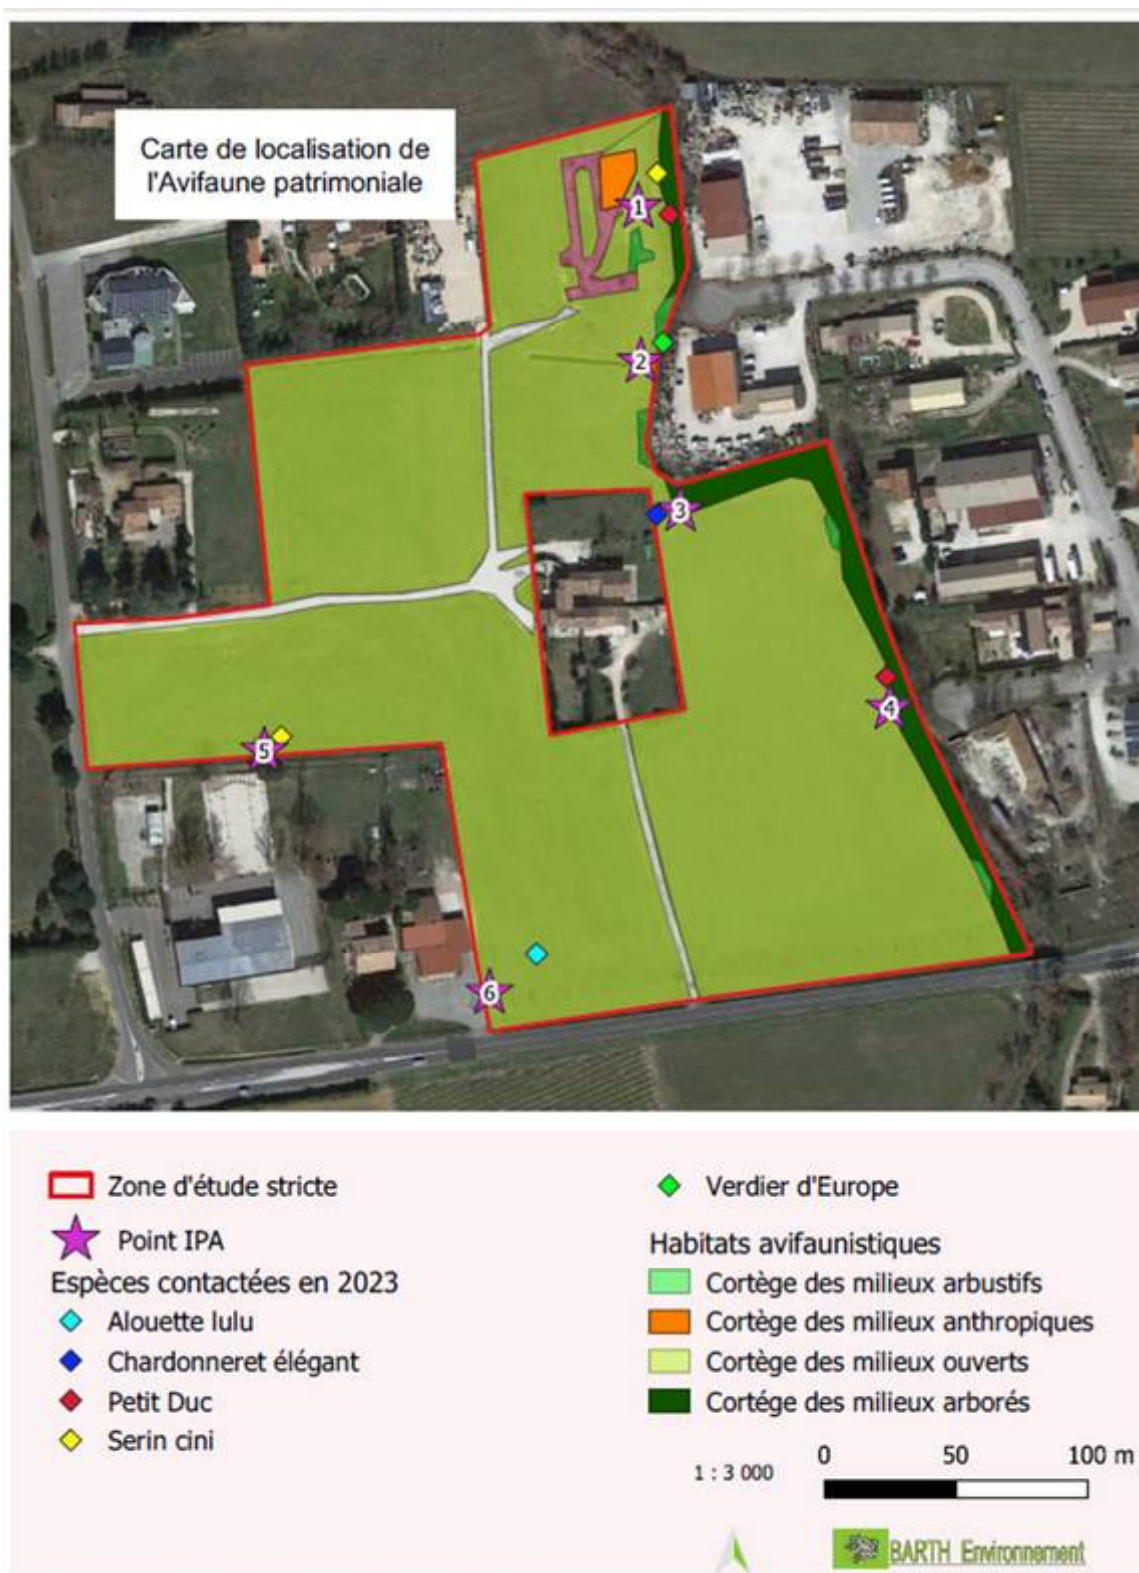 Carte de localisation de
l'Avifaune patrimoniale
1
2
3
4
5
6
Zone d'étude stricte
Point IPA
Espèces contactées en 2023
Alouette lulu
Chardonneret élégant
Petit Duc
Serin cini
Verdier d'Europe
Habitats avifaunistiques
Cortège des milieux arbustifs
Cortège des milieux anthropiques
Cortège des milieux ouverts
Cortége des milieux arborés
1 : 3 000
0 50 100 m
BARTH Environnement